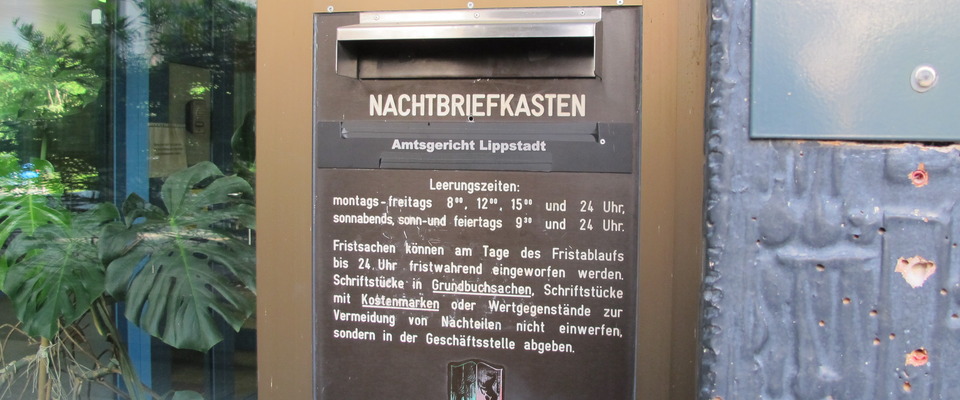 NACHTBRIEFKASTEN
Amtsgericht Lippstadt
Leerungszeiten:
montags-freitags 8⁰⁰, 12⁰⁰, 15⁰⁰ und 24 Uhr,
sonnabends, sonn-und feiertags 9³⁰ und 24 Uhr.
Fristsachen können am Tage des Fristablaufs
bis 24 Uhr fristwahrend eingeworfen werden.
Schriftstücke in Grundbuchsachen, Schriftstücke
mit Kostenmarken oder Wertgegenstände zur
Vermeidung von Nachteilen nicht einwerfen,
sondern in der Geschäftsstelle abgeben.